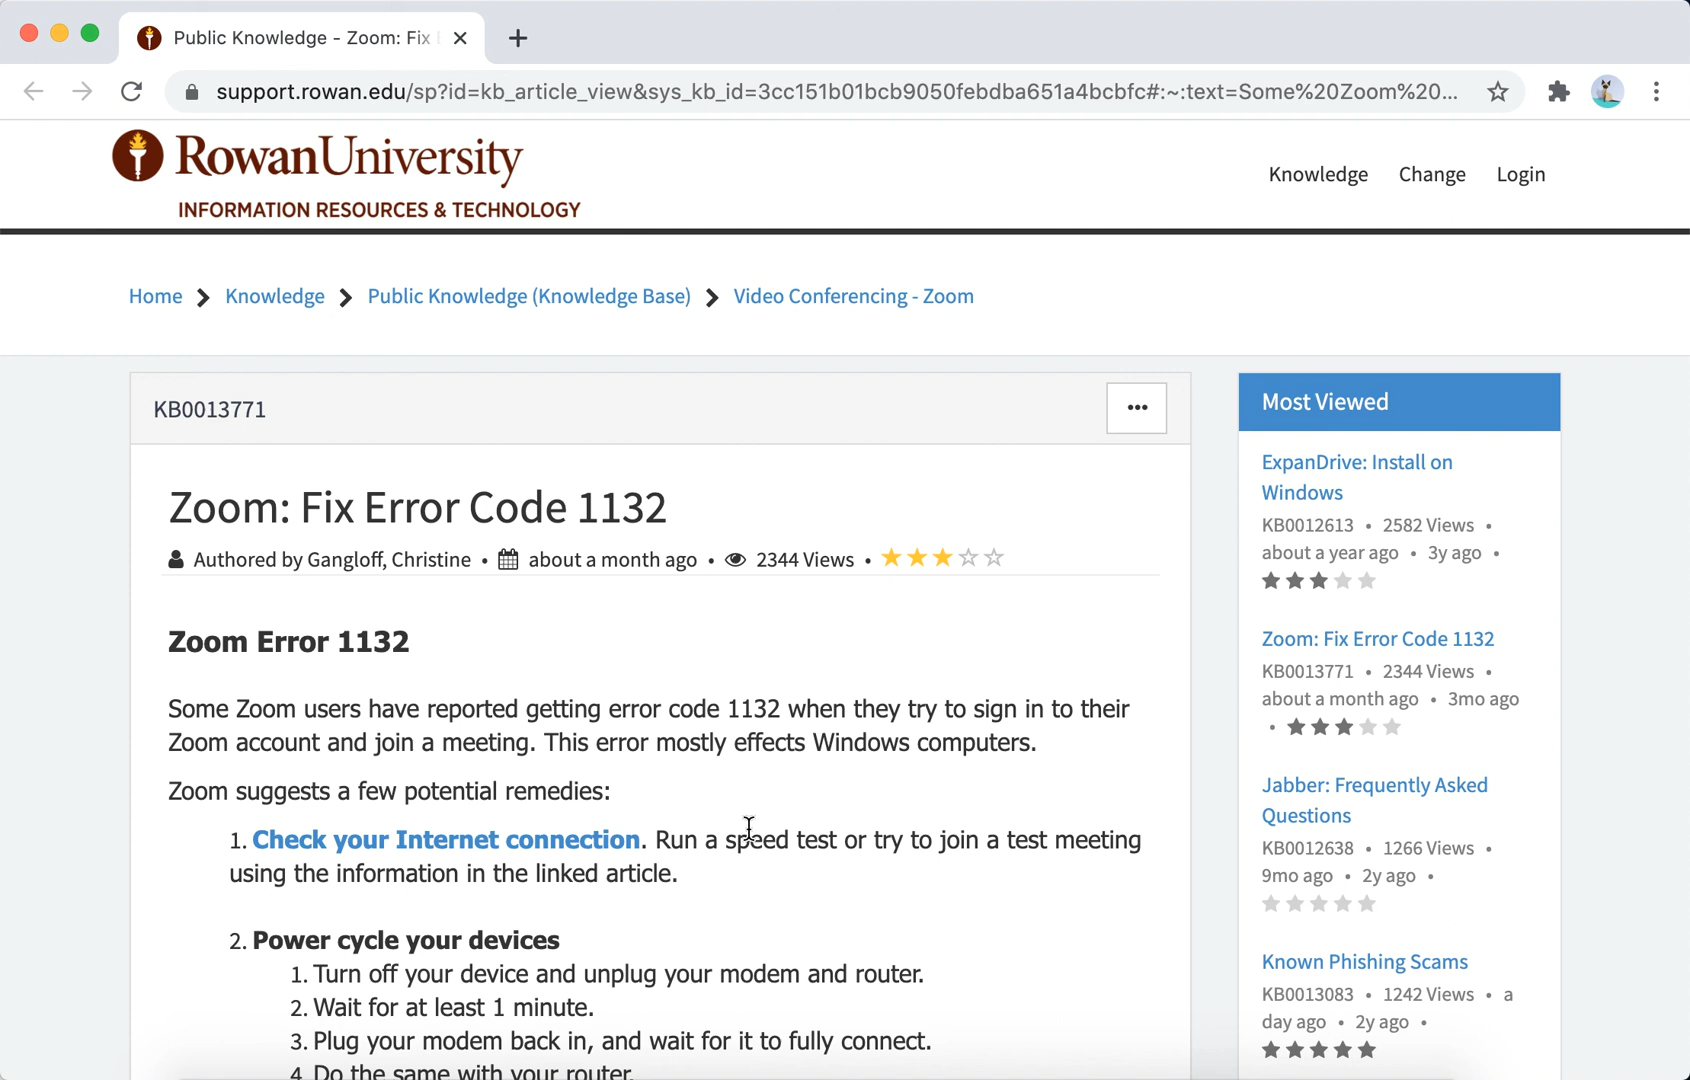 Public Knowledge - Zoom: Fix
support.rowan.edu/sp?id=kb_article_view&sys_kb_id=3cc151b01bcb9050febdba651a4bcbfc#:~:text=Some%20Zoom%20...
RowanUniversity
INFORMATION RESOURCES & TECHNOLOGY
Knowledge Change Login
Home Knowledge Public Knowledge (Knowledge Base) Video Conferencing - Zoom
KB0013771
Zoom: Fix Error Code 1132
Authored by Gangloff, Christine • about a month ago • 2344 Views •
Zoom Error 1132
Some Zoom users have reported getting error code 1132 when they try to sign in to their
Zoom account and join a meeting. This error mostly effects Windows computers.
Zoom suggests a few potential remedies:
1. Check your Internet connection. Run a speed test or try to join a test meeting
using the information in the linked article.
2. Power cycle your devices
1. Turn off your device and unplug your modem and router.
2. Wait for at least 1 minute.
3. Plug your modem back in, and wait for it to fully connect.
4. Do the same with your router.
Most Viewed
ExpanDrive: Install on
Windows
KB0012613 • 2582 Views •
about a year ago • 3y ago •
Zoom: Fix Error Code 1132
KB0013771 • 2344 Views •
about a month ago • 3mo ago
•
Jabber: Frequently Asked
Questions
KB0012638 • 1266 Views •
9mo ago • 2y ago •
Known Phishing Scams
KB0013083 • 1242 Views • a
day ago • 2y ago •